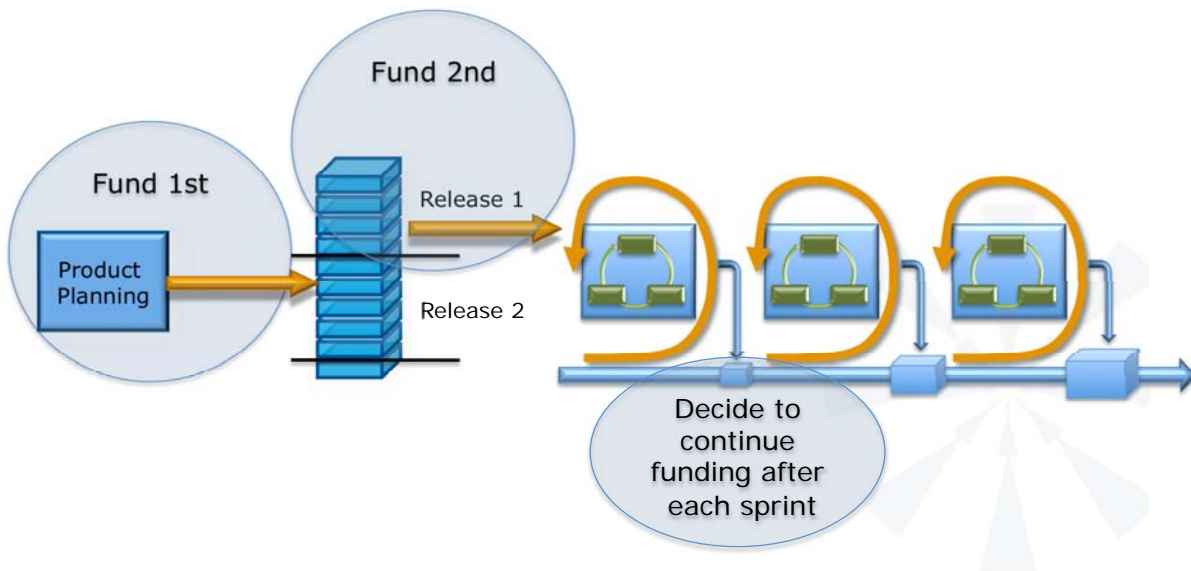 Fund 2nd
Fund 1st
Product
Planning
Release 1
Release 2
Decide to
continue
funding after
each sprint